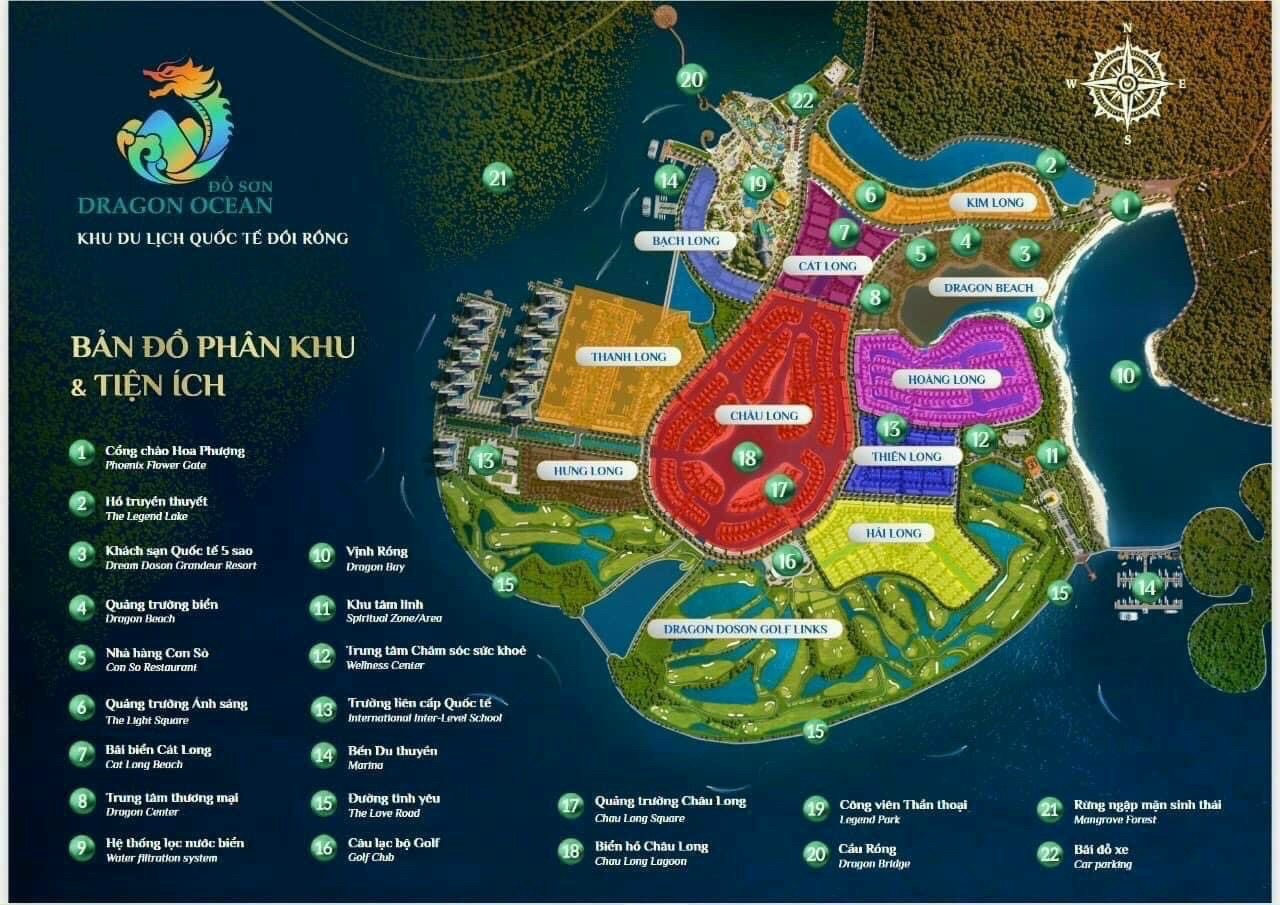 ĐỒ SƠN
DRAGON OCEAN
KHU DU LỊCH QUỐC TẾ ĐỒI RỒNG
BẢN ĐỒ PHÂN KHU
& TIỆN ÍCH
N
W
E
S
20
22
21
14
19
2
1
6
KIM LONG
BẠCH LONG
7
5
4
3
CÁT LONG
8
DRAGON BEACH
9
THANH LONG
HOÀNG LONG
10
CHÂU LONG
13
12
11
18
THIÊN LONG
13
HƯNG LONG
17
HẢI LONG
16
15
15
14
DRAGON DOSON GOLF LINKS
15
1 Cổng chào Hoa Phượng
Phoenix Flower Gate
2 Hồ truyền thuyết
The Legend Lake
3 Khách sạn Quốc tế 5 sao
Dream Doson Grandeur Resort
4 Quảng trường biển
Dragon Beach
5 Nhà hàng Con Sò
Con So Restaurant
6 Quảng trường Ánh sáng
The Light Square
7 Bãi biển Cát Long
Cat Long Beach
8 Trung tâm thương mại
Dragon Center
9 Hệ thống lọc nước biển
Water filtration system
10 Vịnh Rồng
Dragon Bay
11 Khu tâm linh
Spiritual Zone/Area
12 Trung tâm Chăm sóc sức khoẻ
Wellness Center
13 Trường liên cấp Quốc tế
International Inter-Level School
14 Bến Du thuyền
Marina
15 Đường tình yêu
The Love Road
16 Câu lạc bộ Golf
Golf Club
17 Quảng trường Châu Long
Chau Long Square
18 Biển hồ Châu Long
Chau Long Lagoon
19 Công viên Thần thoại
Legend Park
20 Cầu Rồng
Dragon Bridge
21 Rừng ngập mặn sinh thái
Mangrove Forest
22 Bãi đỗ xe
Car parking